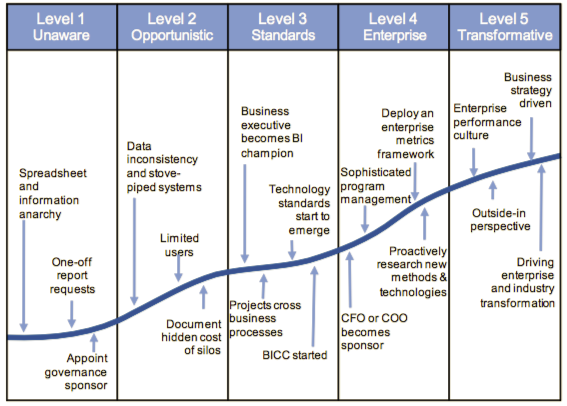 Level 1
Unaware
Level 2
Opportunistic
Level 3
Standards
Level 4
Enterprise
Level 5
Transformative
Spreadsheet
and
information
anarchy
One-off
report
requests
Appoint
governance
sponsor
Data
inconsistency
and stove-
piped systems
Limited
users
Document
hidden cost
of silos
Business
executive
becomes BI
champion
Technology
standards
start to
emerge
Projects cross
business
processes
BICC started
Sophisticated
program
management
Deploy an
enterprise
metrics
framework
CFO or COO
becomes
sponsor
Proactively
research new
methods &
technologies
Enterprise
performance
culture
Business
strategy
driven
Outside-in
perspective
Driving
enterprise
and industry
transformation